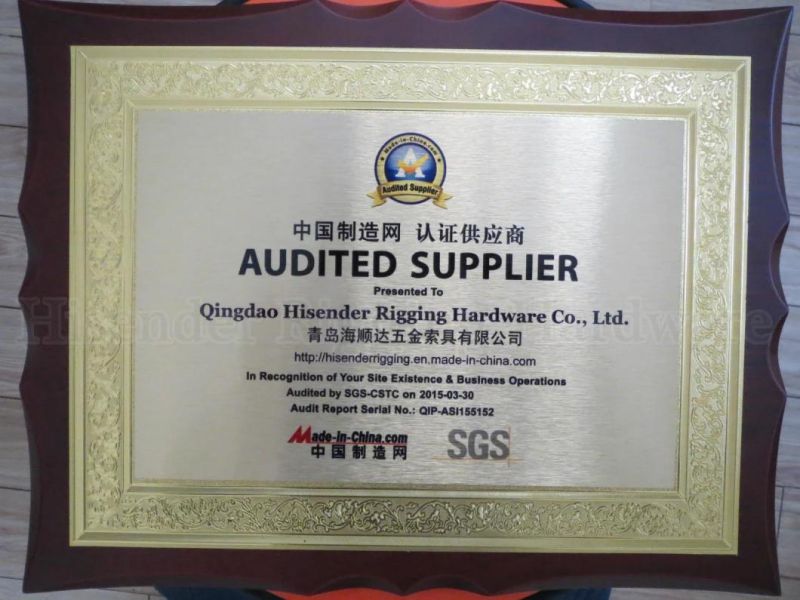 Made-in-China.com
Audited Supplier
中国制造网 认证供应商
AUDITED SUPPLIER
Presented To
Qingdao Hisender Rigging Hardware Co., Ltd.
青岛海顺达五金索具有限公司
http://hisenderrigging.en.made-in-china.com
In Recognition of Your Site Existence & Business Operations
Audited by SGS-CSTC on 2015-03-30
Audit Report Serial No.: QIP-ASI155152
Made-in-China.com
中国制造网
SGS
Hisender Rigging Hardware